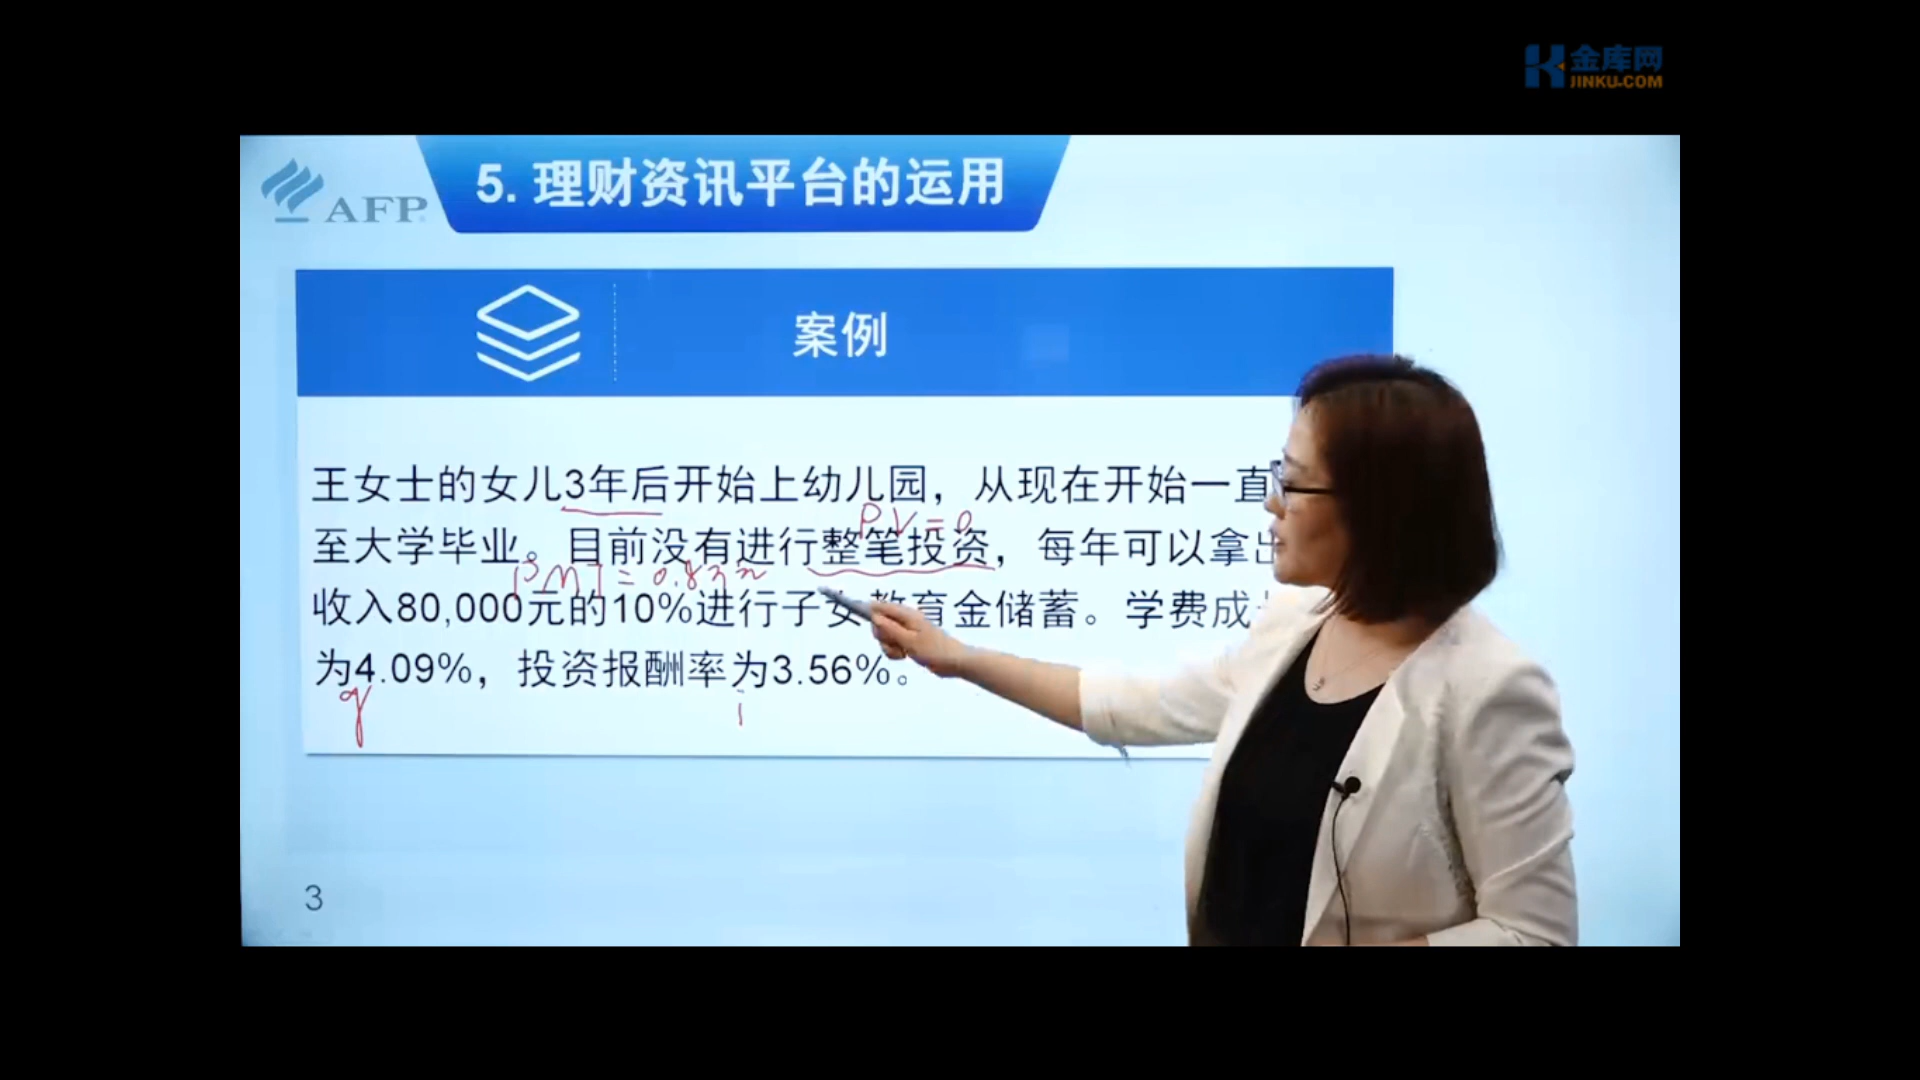 金库网
JINKU.COM
AFP
5. 理财资讯平台的运用
案例
王女士的女儿3年后开始上幼儿园，从现在开始一直
PV=0
至大学毕业。目前没有进行整笔投资，每年可以拿出
PMT=0.8万元
收入80,000元的10%进行子女教育金储蓄。学费成
为4.09%，投资报酬率为3.56%。
g
i
3